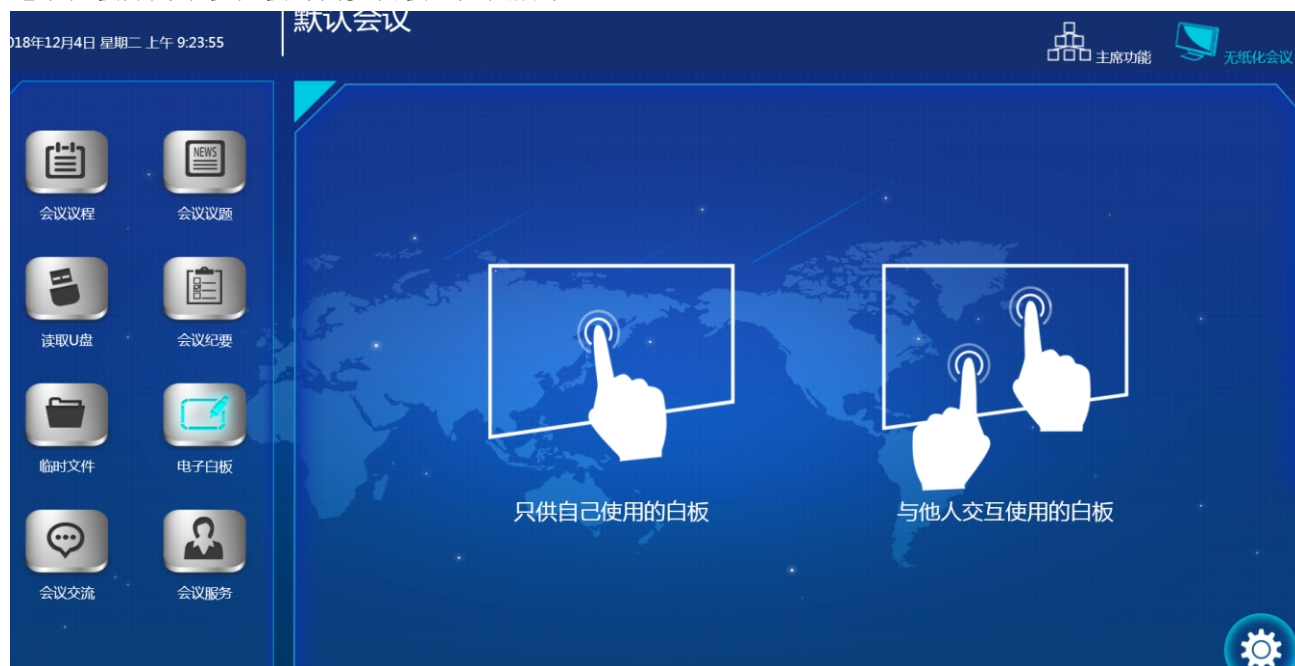 018年12月4日 星期二 上午 9:23:55
默认会议
主席功能
无纸化会议
会议议程
NEWS
会议议题
读取U盘
会议纪要
临时文件
电子白板
会议交流
会议服务
只供自己使用的白板
与他人交互使用的白板